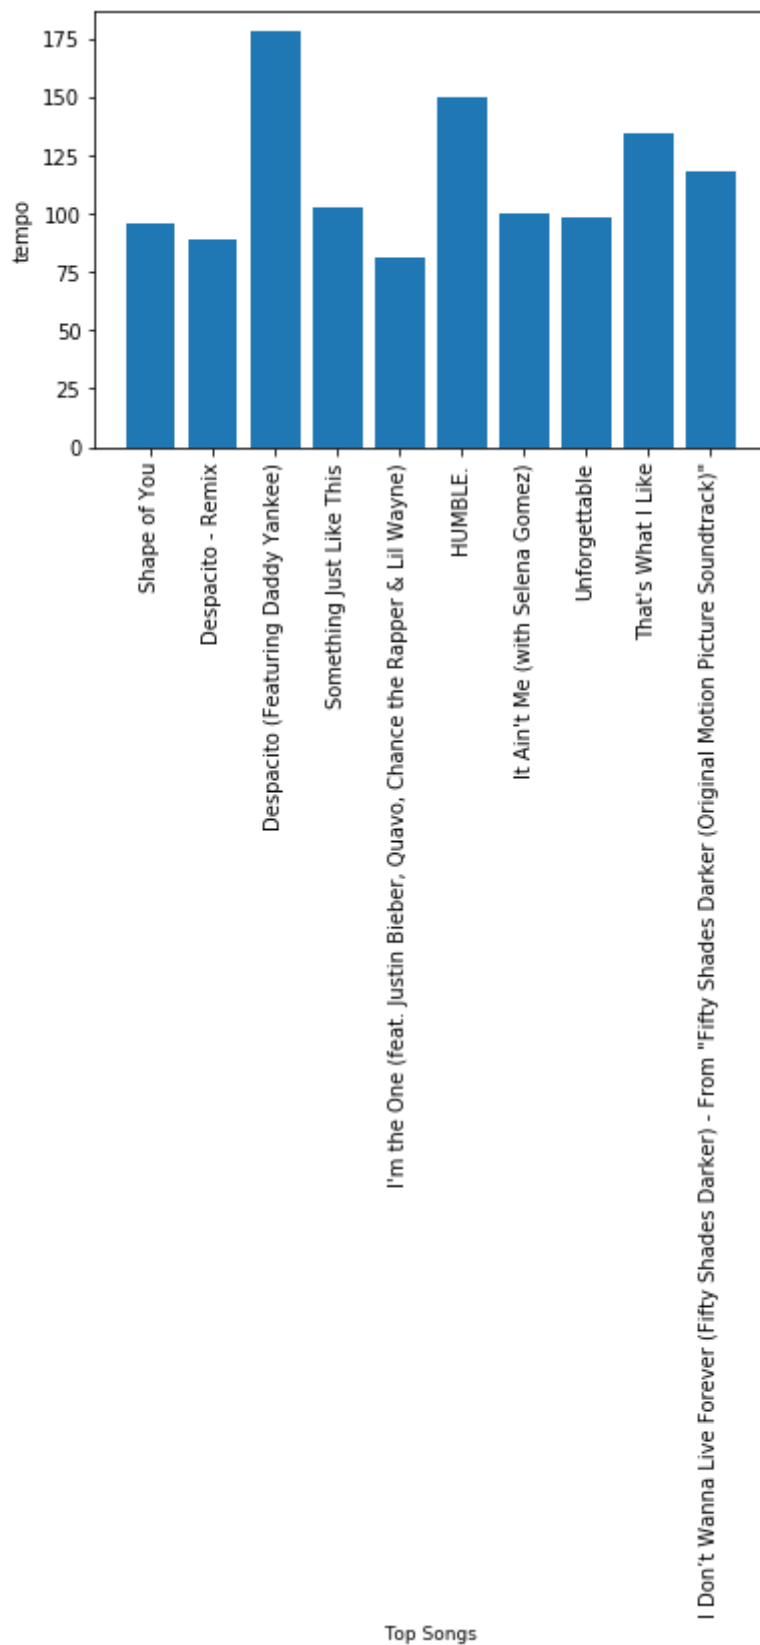 175
150
125
100
75
50
25
0
tempo
Shape of You
Despacito - Remix
Despacito (Featuring Daddy Yankee)
Something Just Like This
I'm the One (feat. Justin Bieber, Quavo, Chance the Rapper & Lil Wayne)
HUMBLE.
It Ain't Me (with Selena Gomez)
Unforgettable
That's What I Like
I Don't Wanna Live Forever (Fifty Shades Darker) - From "Fifty Shades Darker (Original Motion Picture Soundtrack)"
Top Songs